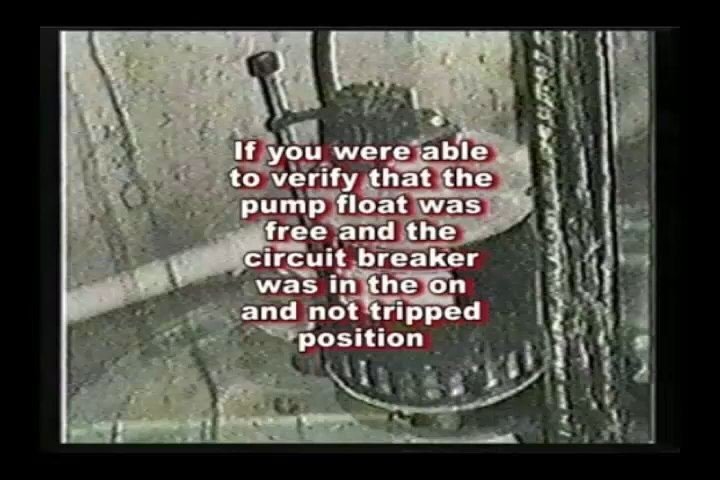 If you were able
to verify that the
pump float was
free and the
circuit breaker
was in the on
and not tripped
position